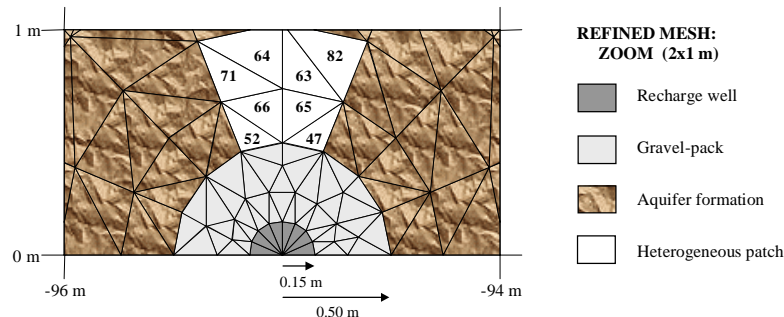 1 m
64
82
71
63
66
65
52
47
0 m
0.15 m
-96 m
-94 m
0.50 m
REFINED MESH:
ZOOM (2x1 m)
Recharge well
Gravel-pack
Aquifer formation
Heterogeneous patch